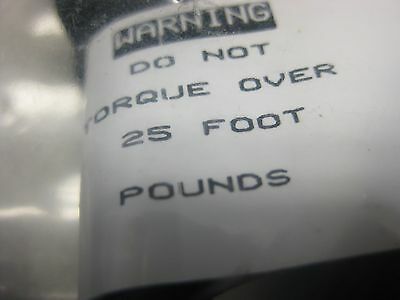 WARNING
DO NOT
TORQUE OVER
25 FOOT
POUNDS